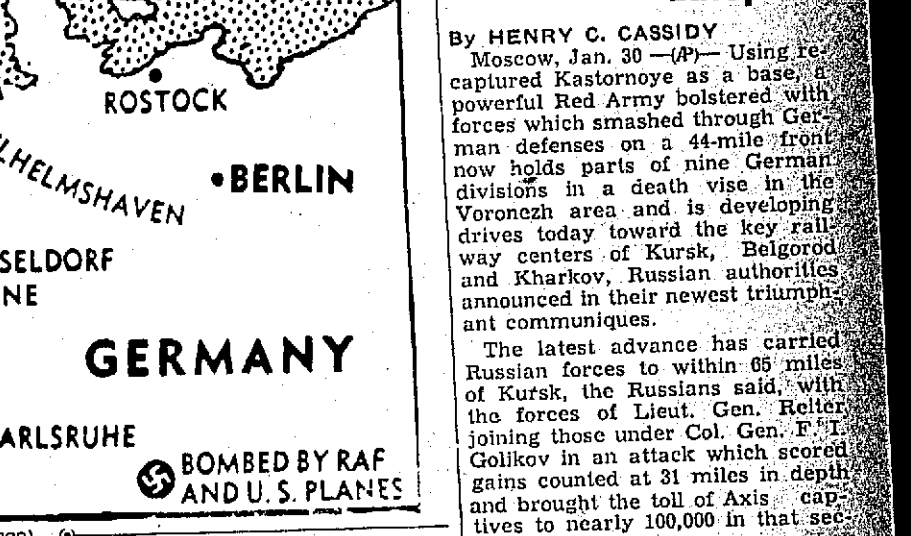 ROSTOCK
LHELMSHAVEN
BERLIN
SELDORF
NE
GERMANY
ARLSRUHE
BOMBED BY RAF
AND U. S. PLANES
By HENRY C. CASSIDY
Moscow, Jan. 30 —(AP)— Using re-
captured Kastornoye as a base, a
powerful Red Army bolstered with
forces which smashed through Ger-
man defenses on a 44-mile front
now holds parts of nine German
divisions in a death vise in the
Voronezh area and is developing
drives today toward the key rail-
way centers of Kursk, Belgorod
and Kharkov, Russian authorities
announced in their newest triumph-
ant communiques.
The latest advance has carried
Russian forces to within 65 miles
of Kursk, the Russians said, with
the forces of Lieut. Gen. Reiter
joining those under Col. Gen. F. I.
Golikov in an attack which scored
gains counted at 31 miles in depth
and brought the toll of Axis cap-
tives to nearly 100,000 in that sec-